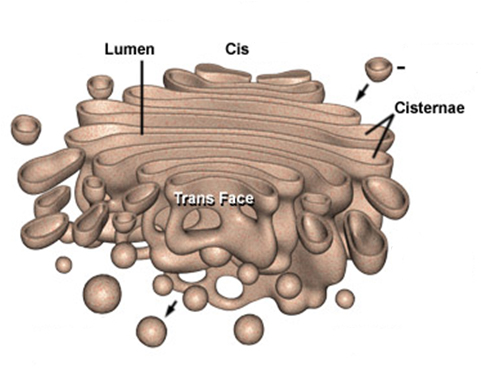 Lumen
Cis
–
Cisternae
Trans Face